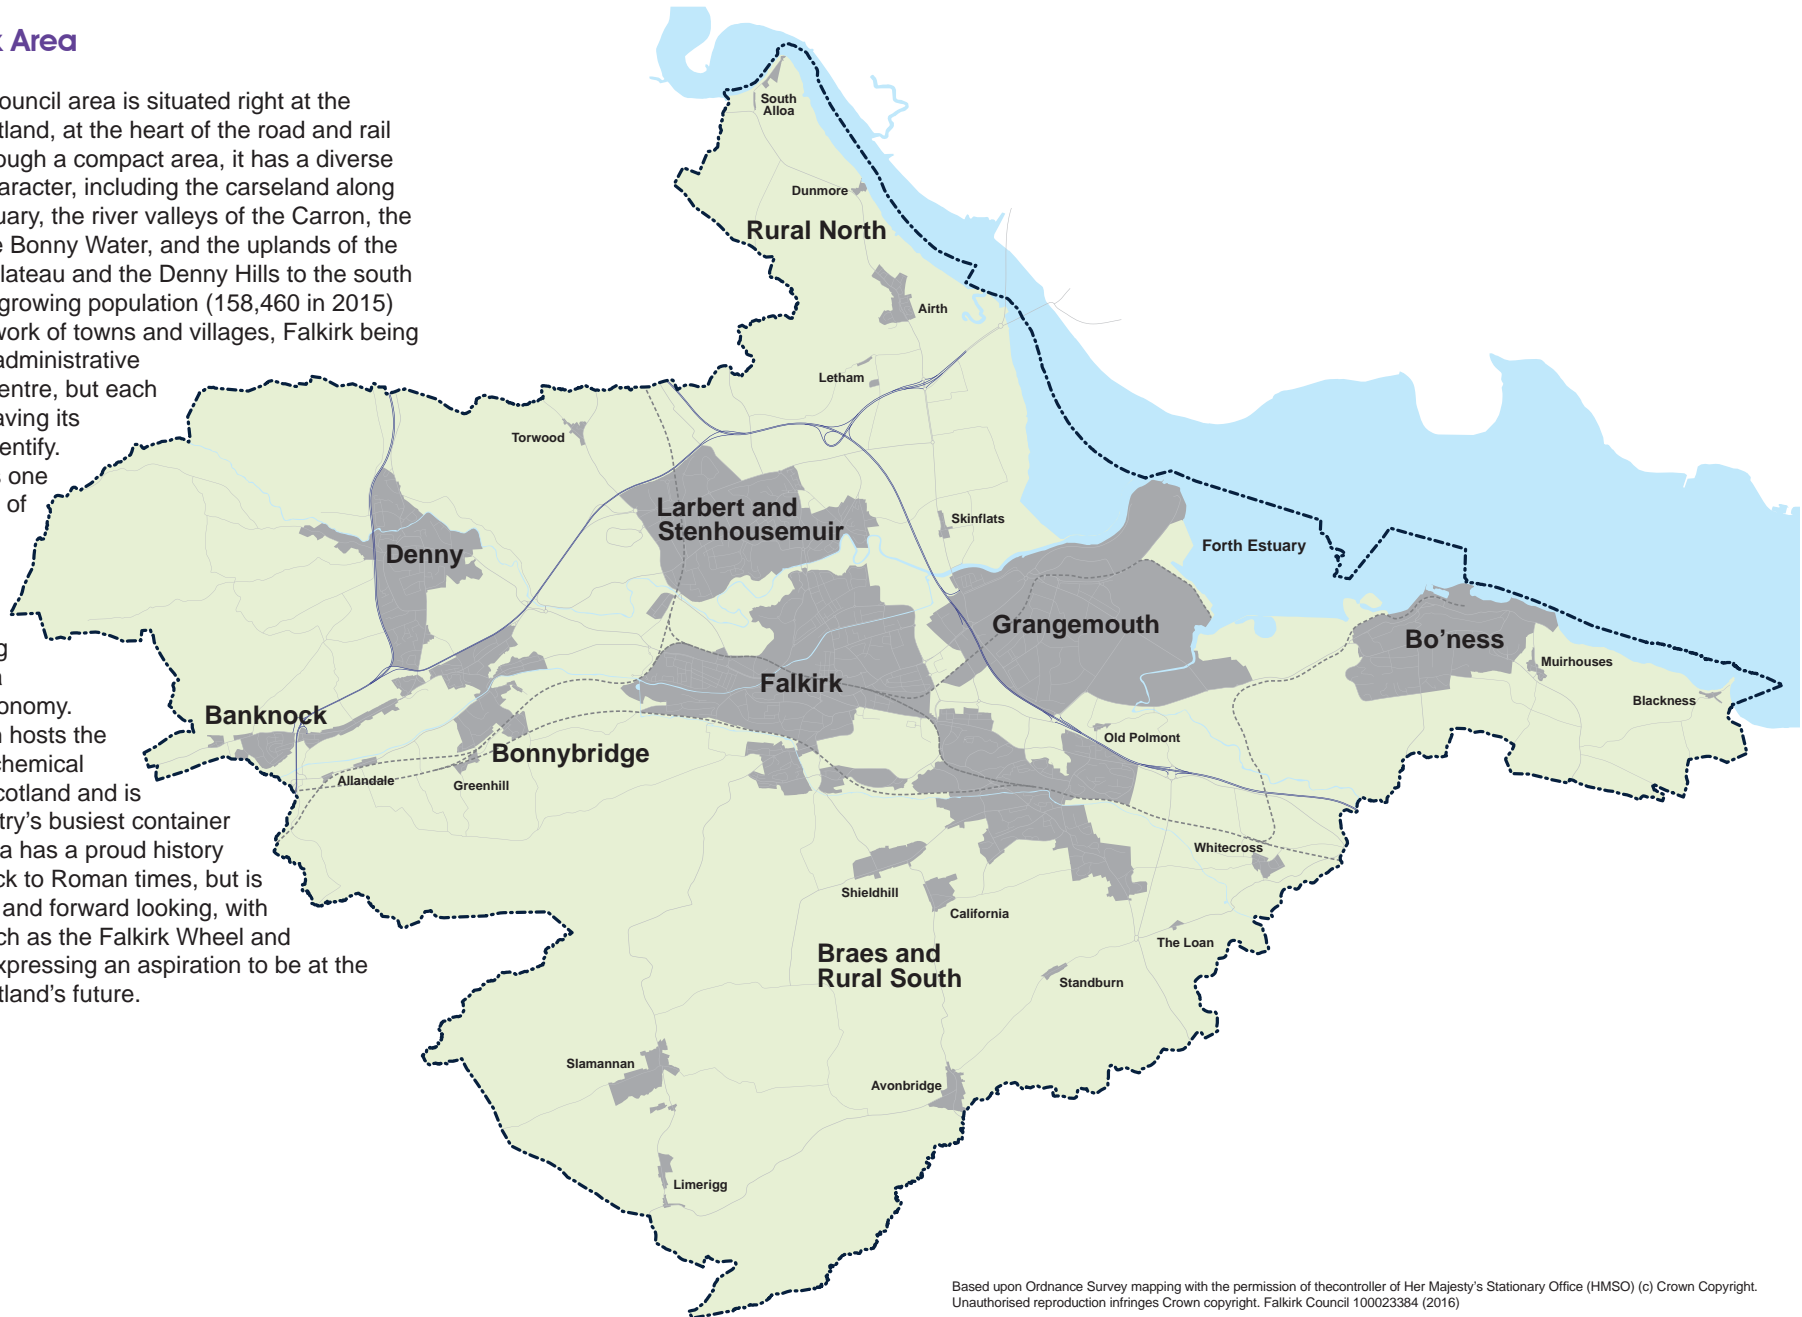 Area
ouncil area is situated right at the
tland, at the heart of the road and rail
ough a compact area, it has a diverse
aracter, including the carseland along
uary, the river valleys of the Carron, the
e Bonny Water, and the uplands of the
lateau and the Denny Hills to the south
growing population (158,460 in 2015)
work of towns and villages, Falkirk being
administrative
entre, but each
aving its
entify.
s one
of
g
a
onomy.
n hosts the
chemical
cotland and is
try's busiest container
a has a proud history
ck to Roman times, but is
and forward looking, with
ch as the Falkirk Wheel and
expressing an aspiration to be at the
tland's future.
South
Alloa
Dunmore
Rural North
Airth
Letham
Torwood
Larbert and
Stenhousemuir
Skinflats
Denny
Forth Estuary
Grangemouth
Bo'ness
Muirhouses
Blackness
Falkirk
Banknock
Old Polmont
Bonnybridge
Allandale
Greenhill
Whitecross
Shieldhill
California
The Loan
Braes and
Rural South
Standburn
Slamannan
Avonbridge
Limerigg
Based upon Ordnance Survey mapping with the permission of thecontroller of Her Majesty's Stationary Office (HMSO) (c) Crown Copyright.
Unauthorised reproduction infringes Crown copyright. Falkirk Council 100023384 (2016)